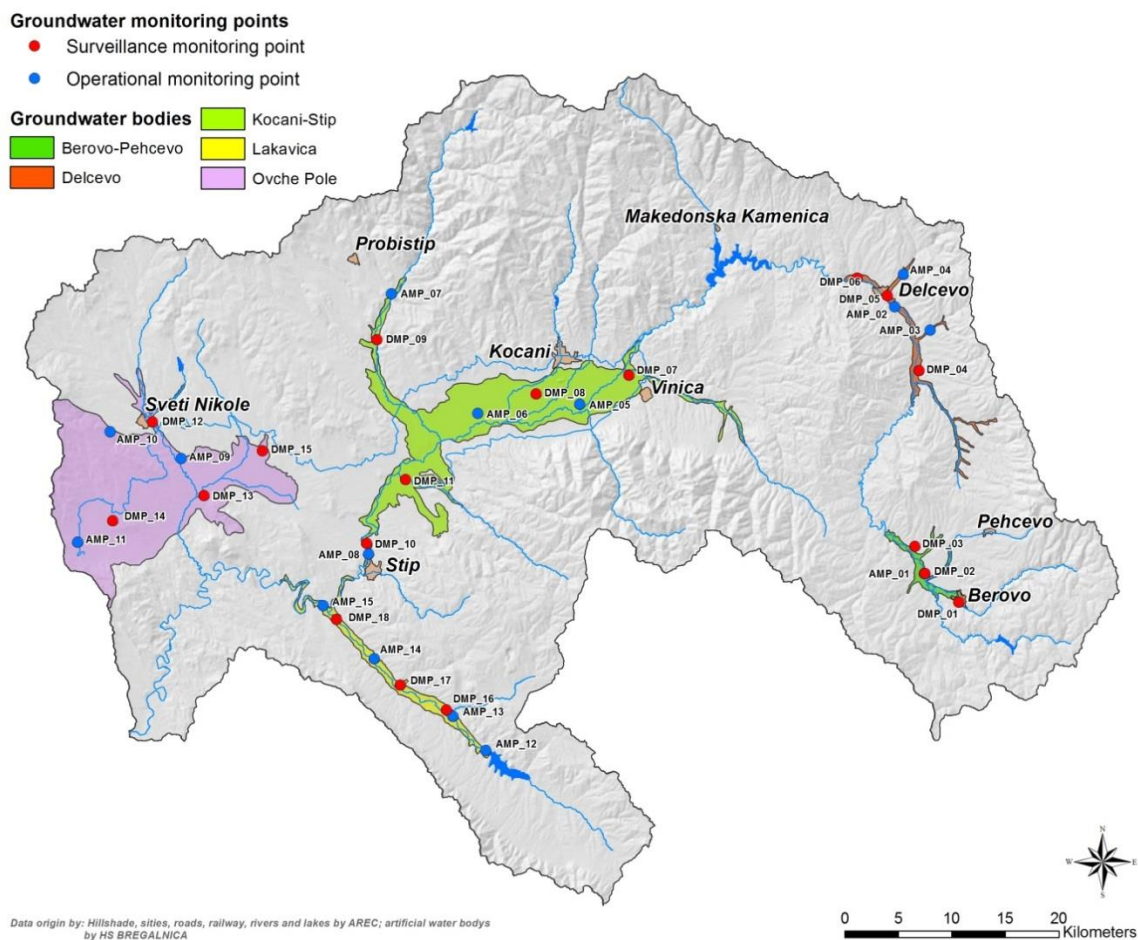 Groundwater monitoring points
Surveillance monitoring point
Operational monitoring point
Groundwater bodies
Berovo-Pehcevo
Delcevo
Kocani-Stip
Lakavica
Ovche Pole
Makedonska Kamenica
Probistip
AMP_07
DMP_09
DMP_06
AMP_04
DMP_05
Delcevo
AMP_02
AMP_03
DMP_04
Kocani
DMP_07
Vinica
DMP_08
AMP_05
AMP_06
Sveti Nikole
DMP_12
AMP_10
AMP_09
DMP_15
DMP_13
DMP_14
AMP_11
DMP_11
DMP_10
AMP_08
Stip
Pehcevo
DMP_03
AMP_01
DMP_02
Berovo
DMP_01
AMP_15
DMP_18
AMP_14
DMP_17
DMP_16
AMP_13
AMP_12
N
W
E
S
Data origin by: Hillshade, sities, roads, railway, rivers and lakes by AREC; artificial water bodys
by HS BREGALNICA
0 5 10 15 20
Kilometers